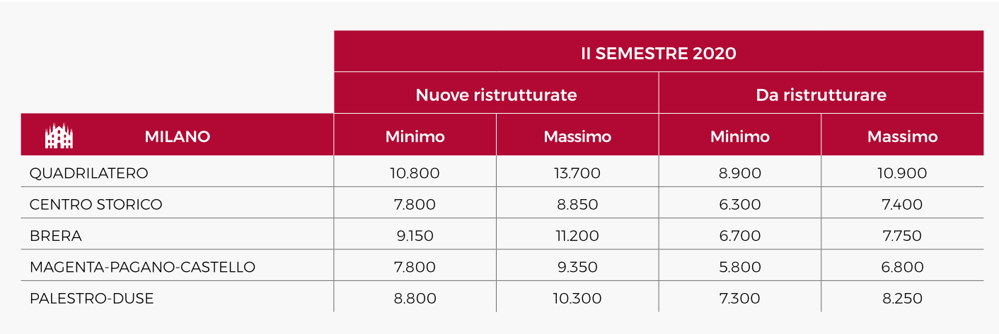 II SEMESTRE 2020
Nuove ristrutturate Da ristrutturare
MILANO Minimo Massimo Minimo Massimo
QUADRILATERO 10.800 13.700 8.900 10.900
CENTRO STORICO 7.800 8.850 6.300 7.400
BRERA 9.150 11.200 6.700 7.750
MAGENTA-PAGANO-CASTELLO 7.800 9.350 5.800 6.800
PALESTRO-DUSE 8.800 10.300 7.300 8.250